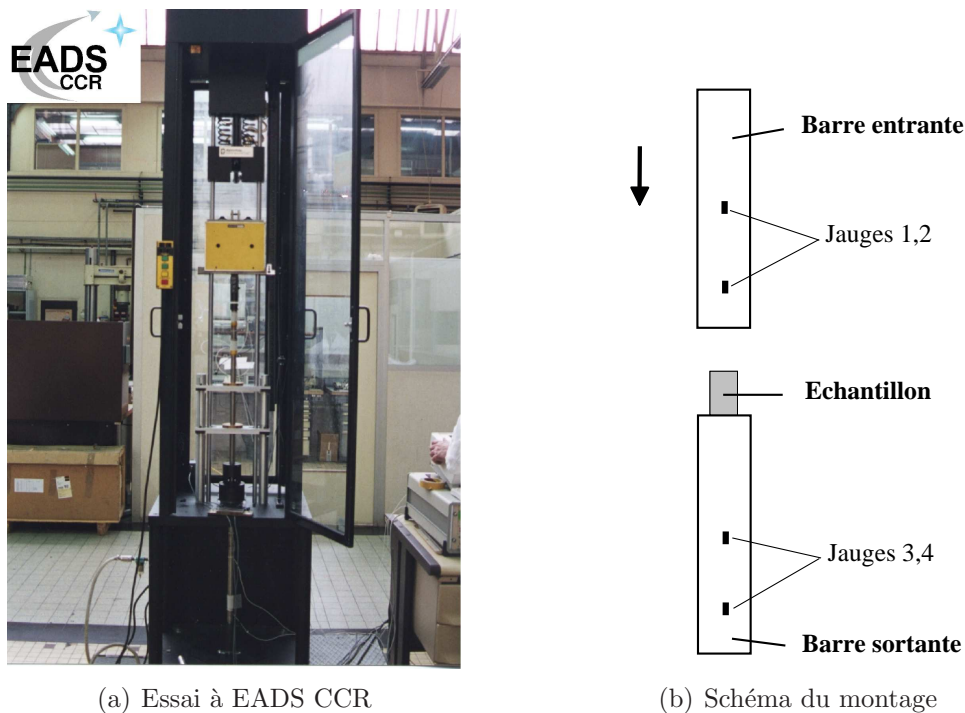 EADS
CCR
Barre entrante
Jauges 1,2
Echantillon
Jauges 3,4
Barre sortante
(a) Essai à EADS CCR
(b) Schéma du montage